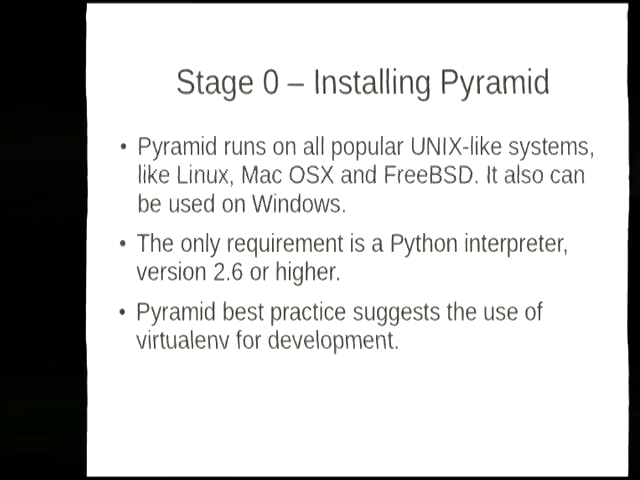 Stage 0 – Installing Pyramid
• Pyramid runs on all popular UNIX-like systems,
like Linux, Mac OSX and FreeBSD. It also can
be used on Windows.
• The only requirement is a Python interpreter,
version 2.6 or higher.
• Pyramid best practice suggests the use of
virtualenv for development.